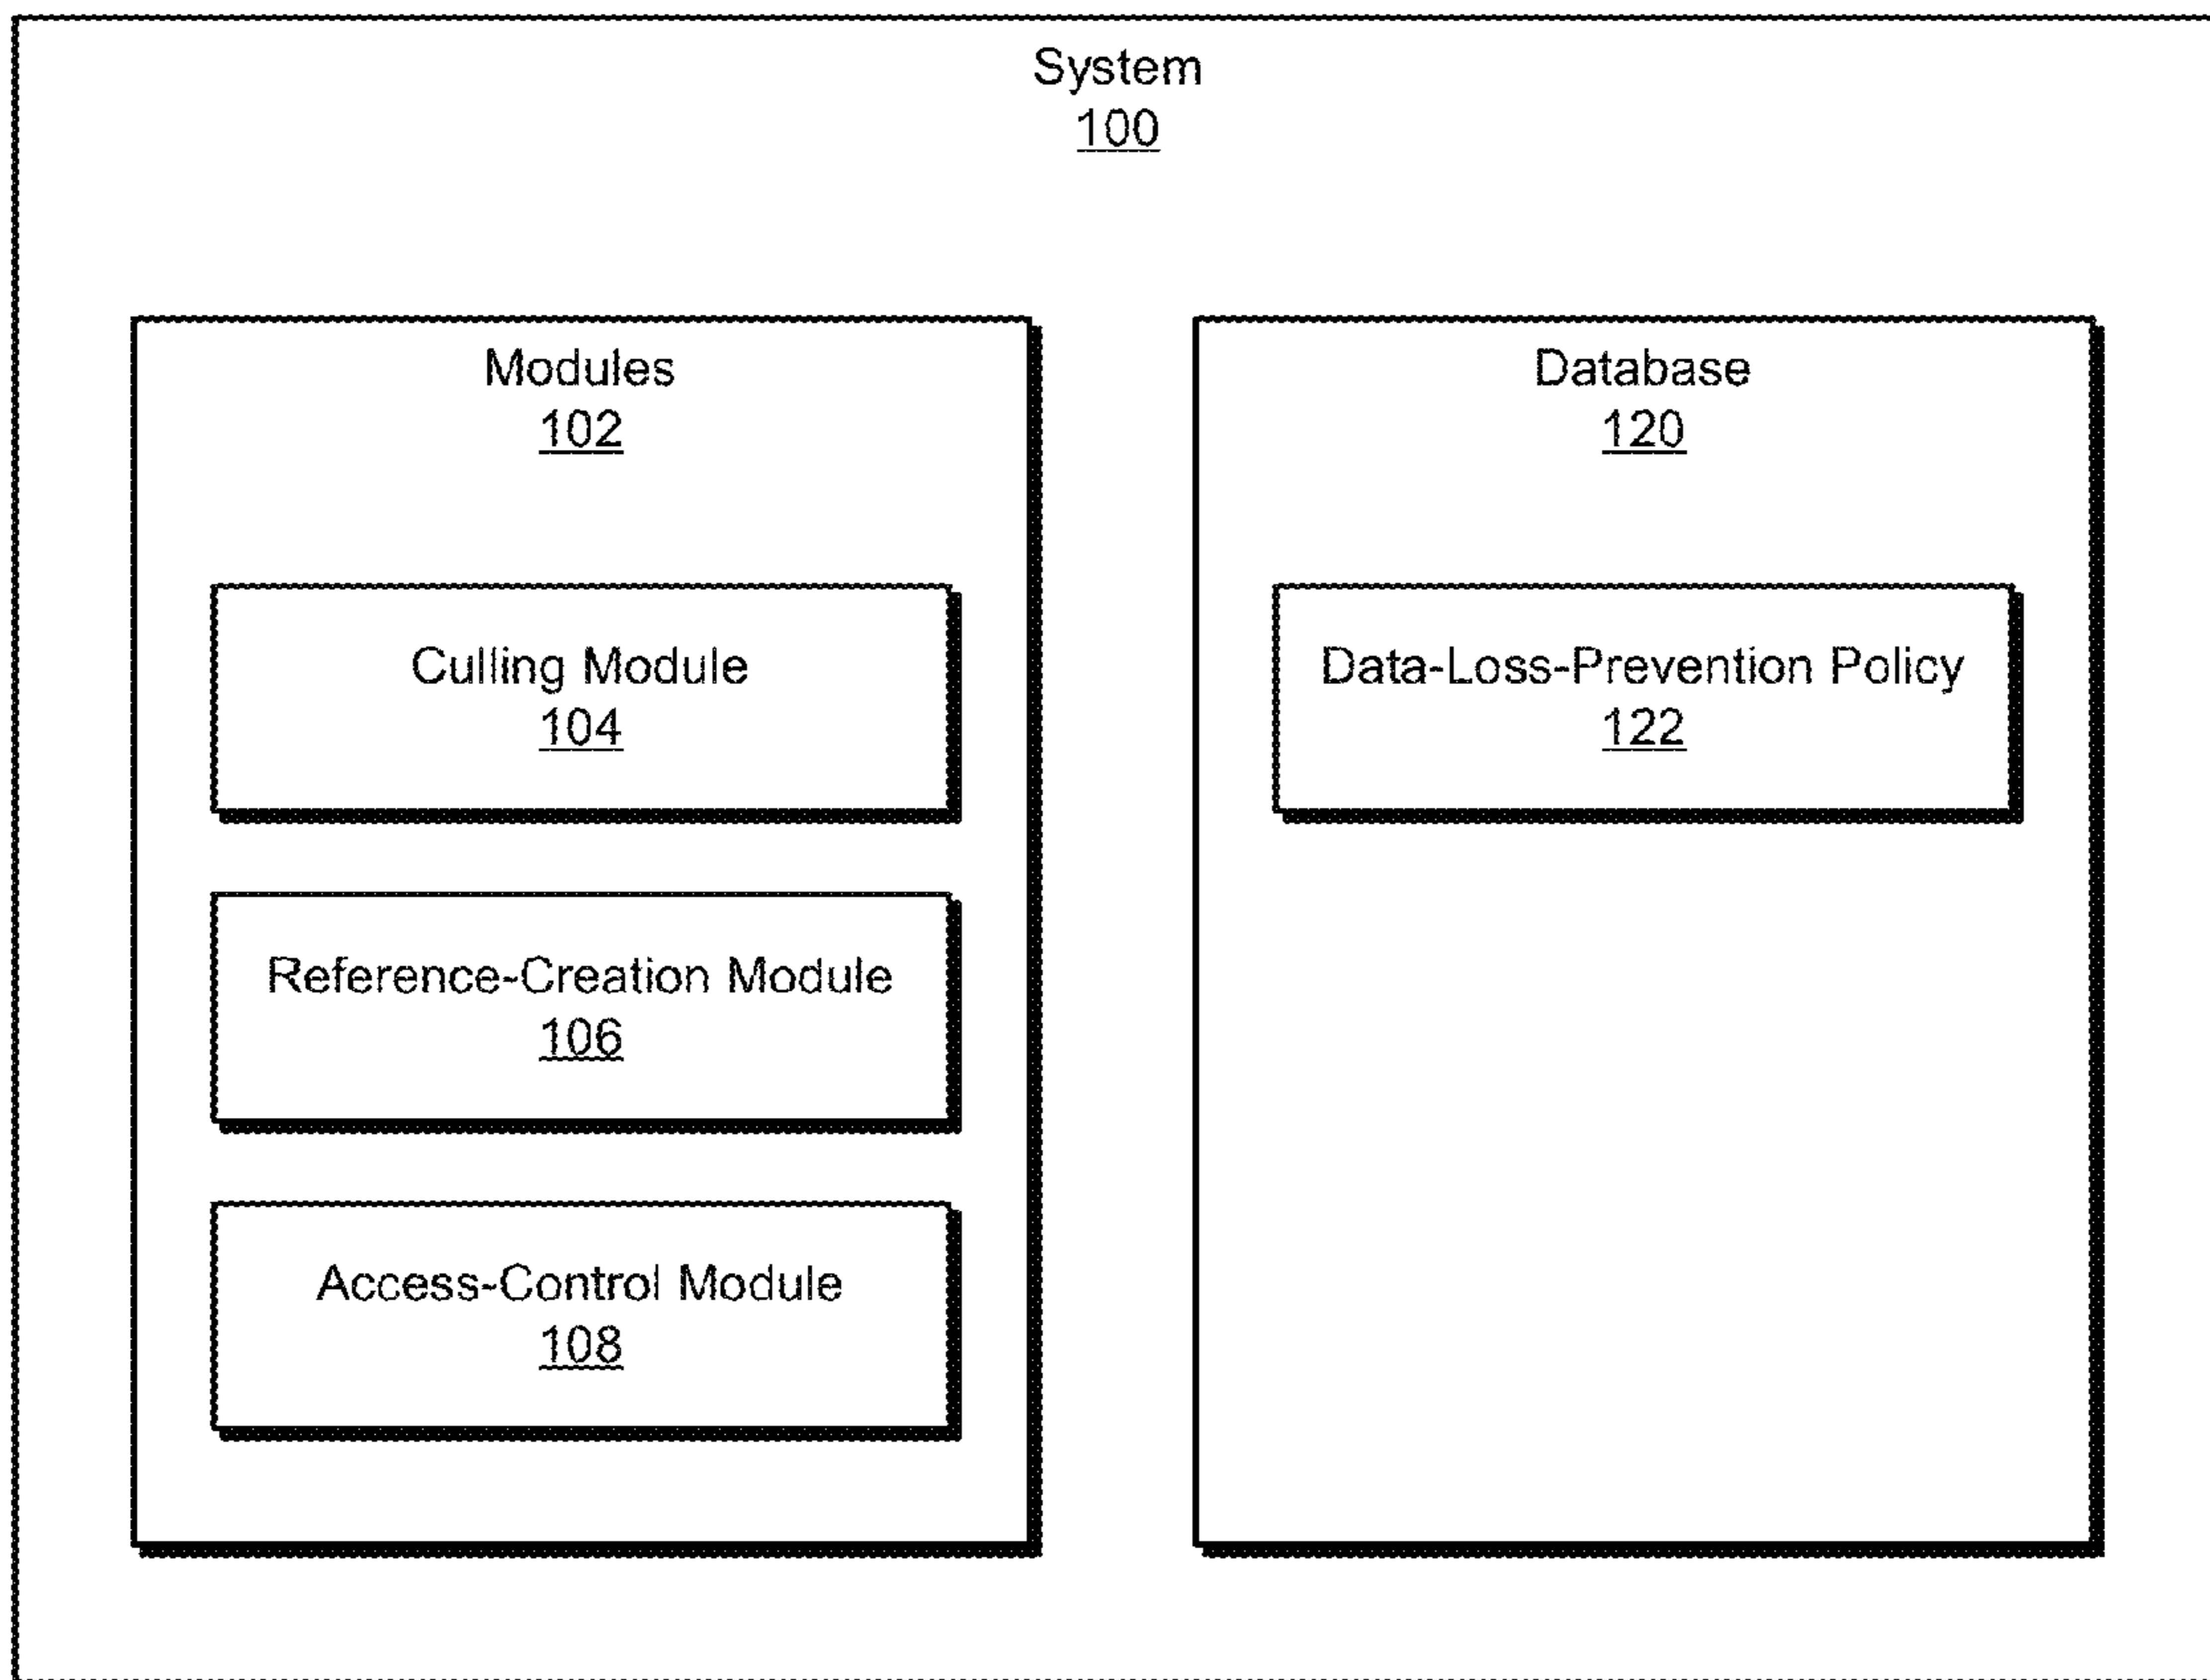 System
100
Modules
102
Culling Module
104
Reference-Creation Module
106
Access-Control Module
108
Database
120
Data-Loss-Prevention Policy
122